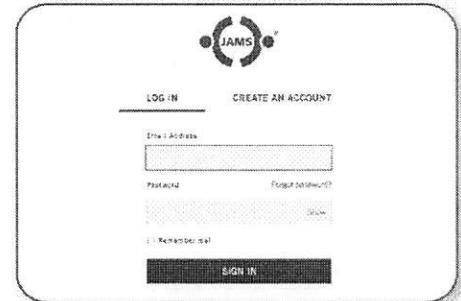 JAMS
LOG IN CREATE AN ACCOUNT
Email Address
Password Forgot password?
Show
Remember me!
SIGN IN